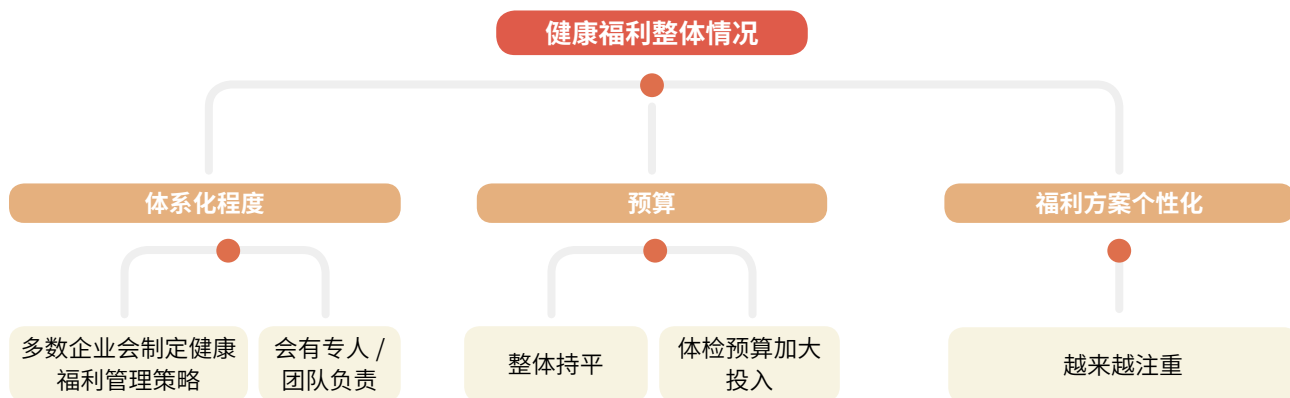 健康福利整体情况
体系化程度
预算
福利方案个性化
多数企业会制定健康
福利管理策略
会有专人 /
团队负责
整体持平
体检预算加大
投入
越来越注重